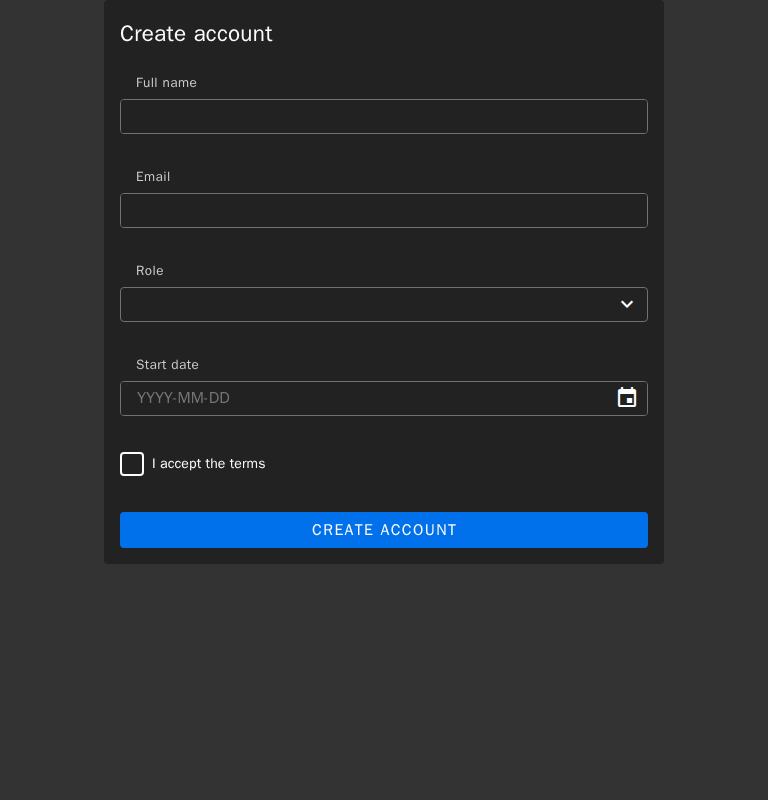 Create account
Full name
Email
Role
Start date
YYYY-MM-DD
I accept the terms
CREATE ACCOUNT